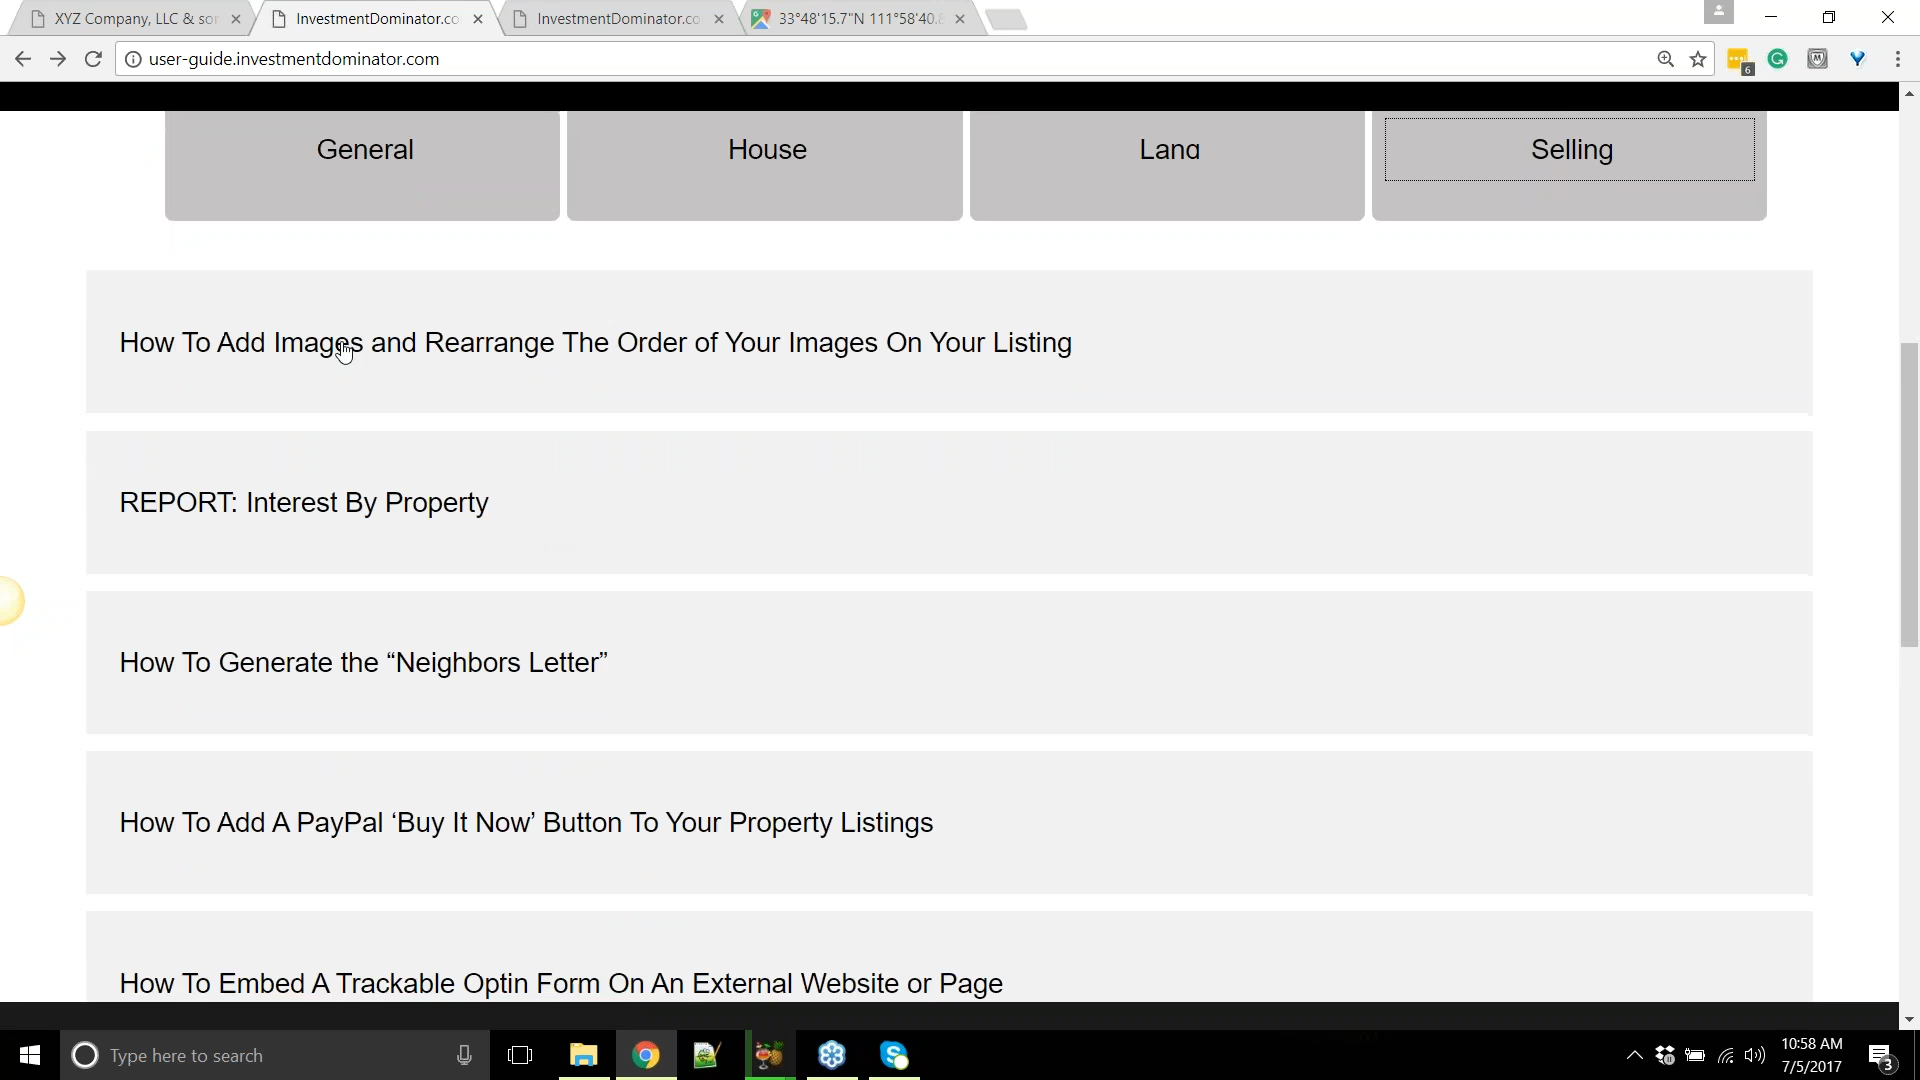 XYZ Company, LLC & sor
InvestmentDominator.co
InvestmentDominator.co
33°48'15.7"N 111°58'40.8
user-guide.investmentdominator.com
6
General
House
Land
Selling
How To Add Images and Rearrange The Order of Your Images On Your Listing
REPORT: Interest By Property
How To Generate the “Neighbors Letter”
How To Add A PayPal ‘Buy It Now’ Button To Your Property Listings
How To Embed A Trackable Optin Form On An External Website or Page
Type here to search
10:58 AM
7/5/2017
3